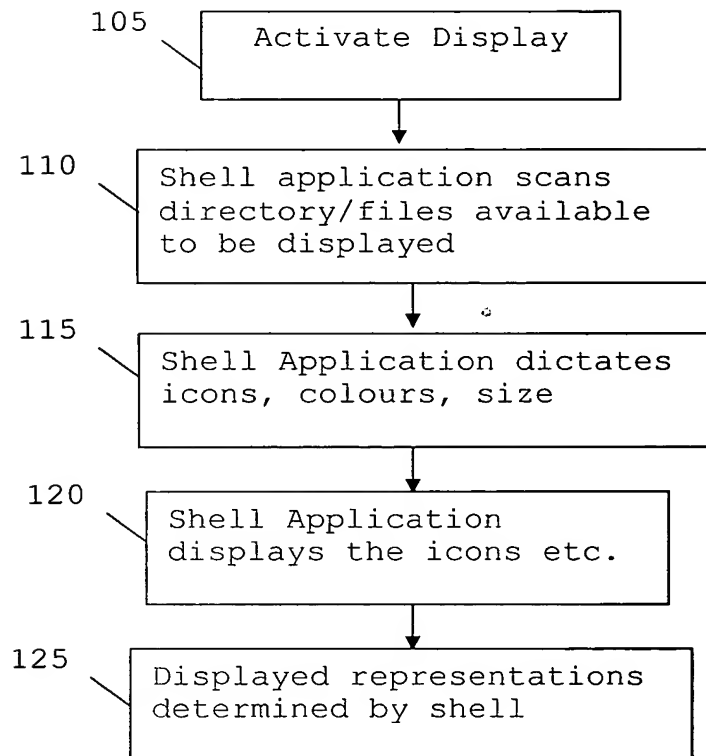 105
Activate Display
110
Shell application scans
directory/files available
to be displayed
115
Shell Application dictates
icons, colours, size
120
Shell Application
displays the icons etc.
125
Displayed representations
determined by shell